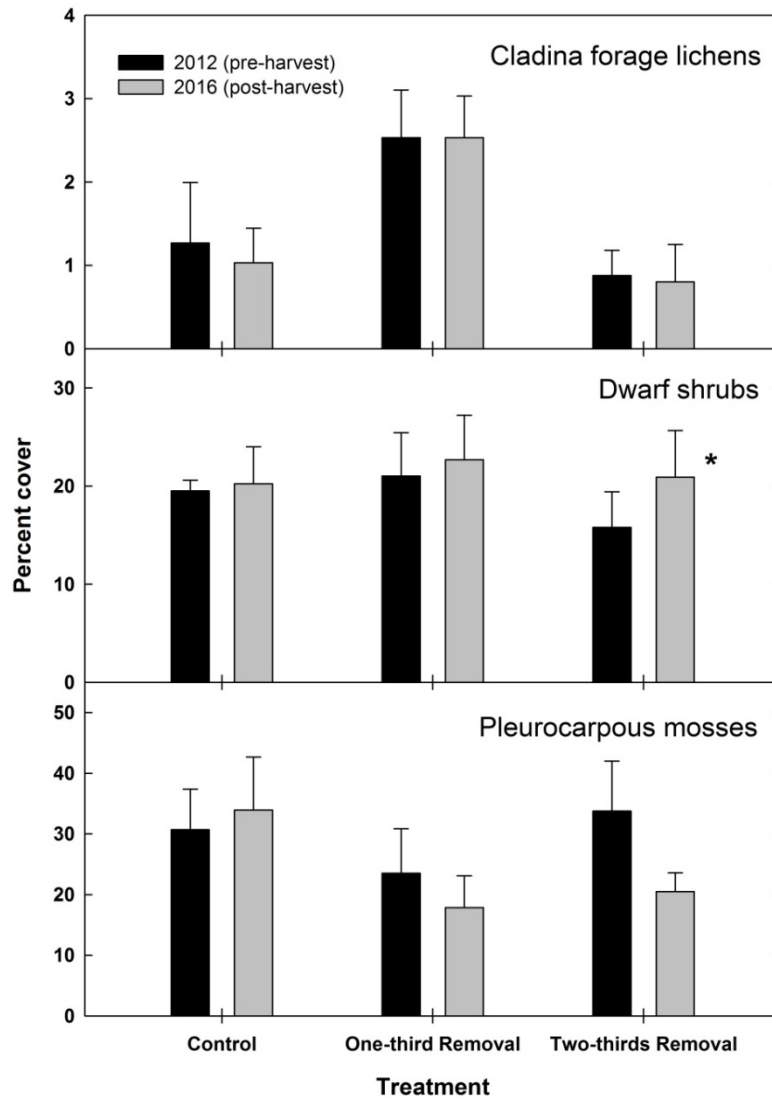 4
2012 (pre-harvest)
2016 (post-harvest)
Cladina forage lichens
3
2
1
0
Percent cover
30
Dwarf shrubs
20
*
10
0
50
Pleurocarpous mosses
40
30
20
10
0
Control One-third Removal Two-thirds Removal
Treatment